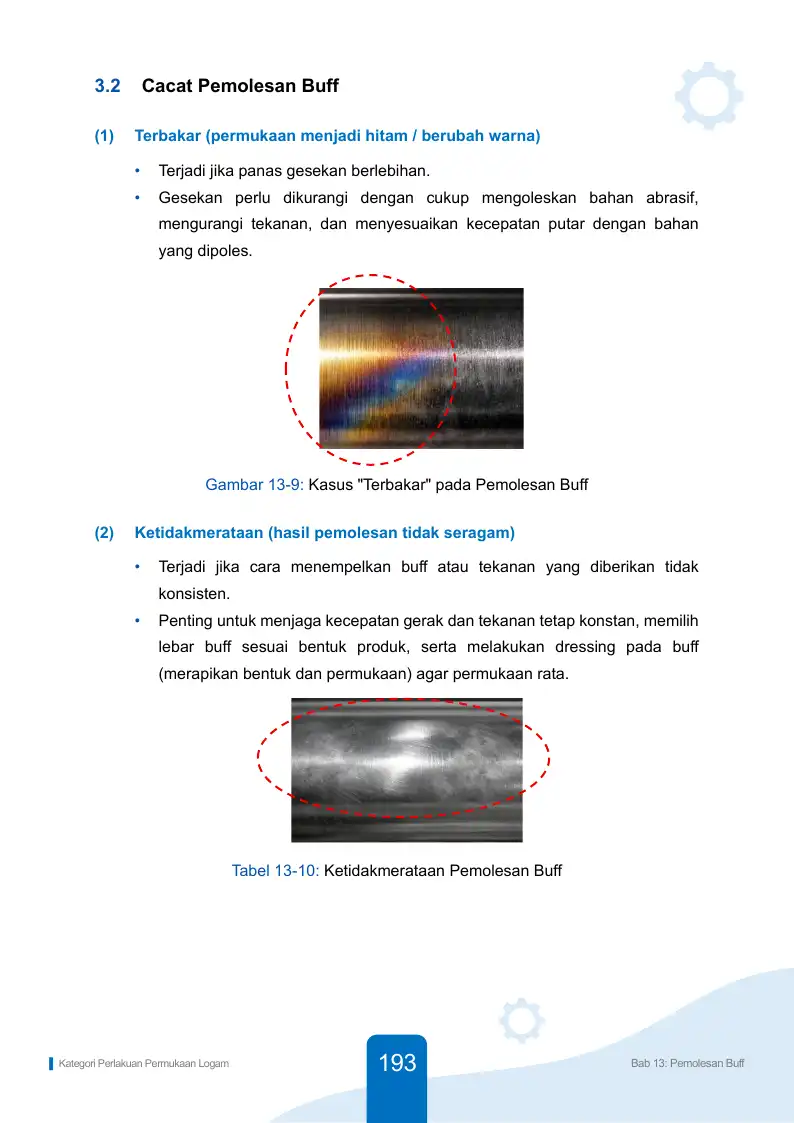 3.2 Cacat Pemolesan Buff
(1) Terbakar (permukaan menjadi hitam / berubah warna)
• Terjadi jika panas gesekan berlebihan.
• Gesekan perlu dikurangi dengan cukup mengoleskan bahan abrasif,
mengurangi tekanan, dan menyesuaikan kecepatan putar dengan bahan
yang dipoles.
Gambar 13-9: Kasus "Terbakar" pada Pemolesan Buff
(2) Ketidakmerataan (hasil pemolesan tidak seragam)
• Terjadi jika cara menempelkan buff atau tekanan yang diberikan tidak
konsisten.
• Penting untuk menjaga kecepatan gerak dan tekanan tetap konstan, memilih
lebar buff sesuai bentuk produk, serta melakukan dressing pada buff
(merapikan bentuk dan permukaan) agar permukaan rata.
Tabel 13-10: Ketidakmerataan Pemolesan Buff
Kategori Perlakuan Permukaan Logam
193
Bab 13: Pemolesan Buff